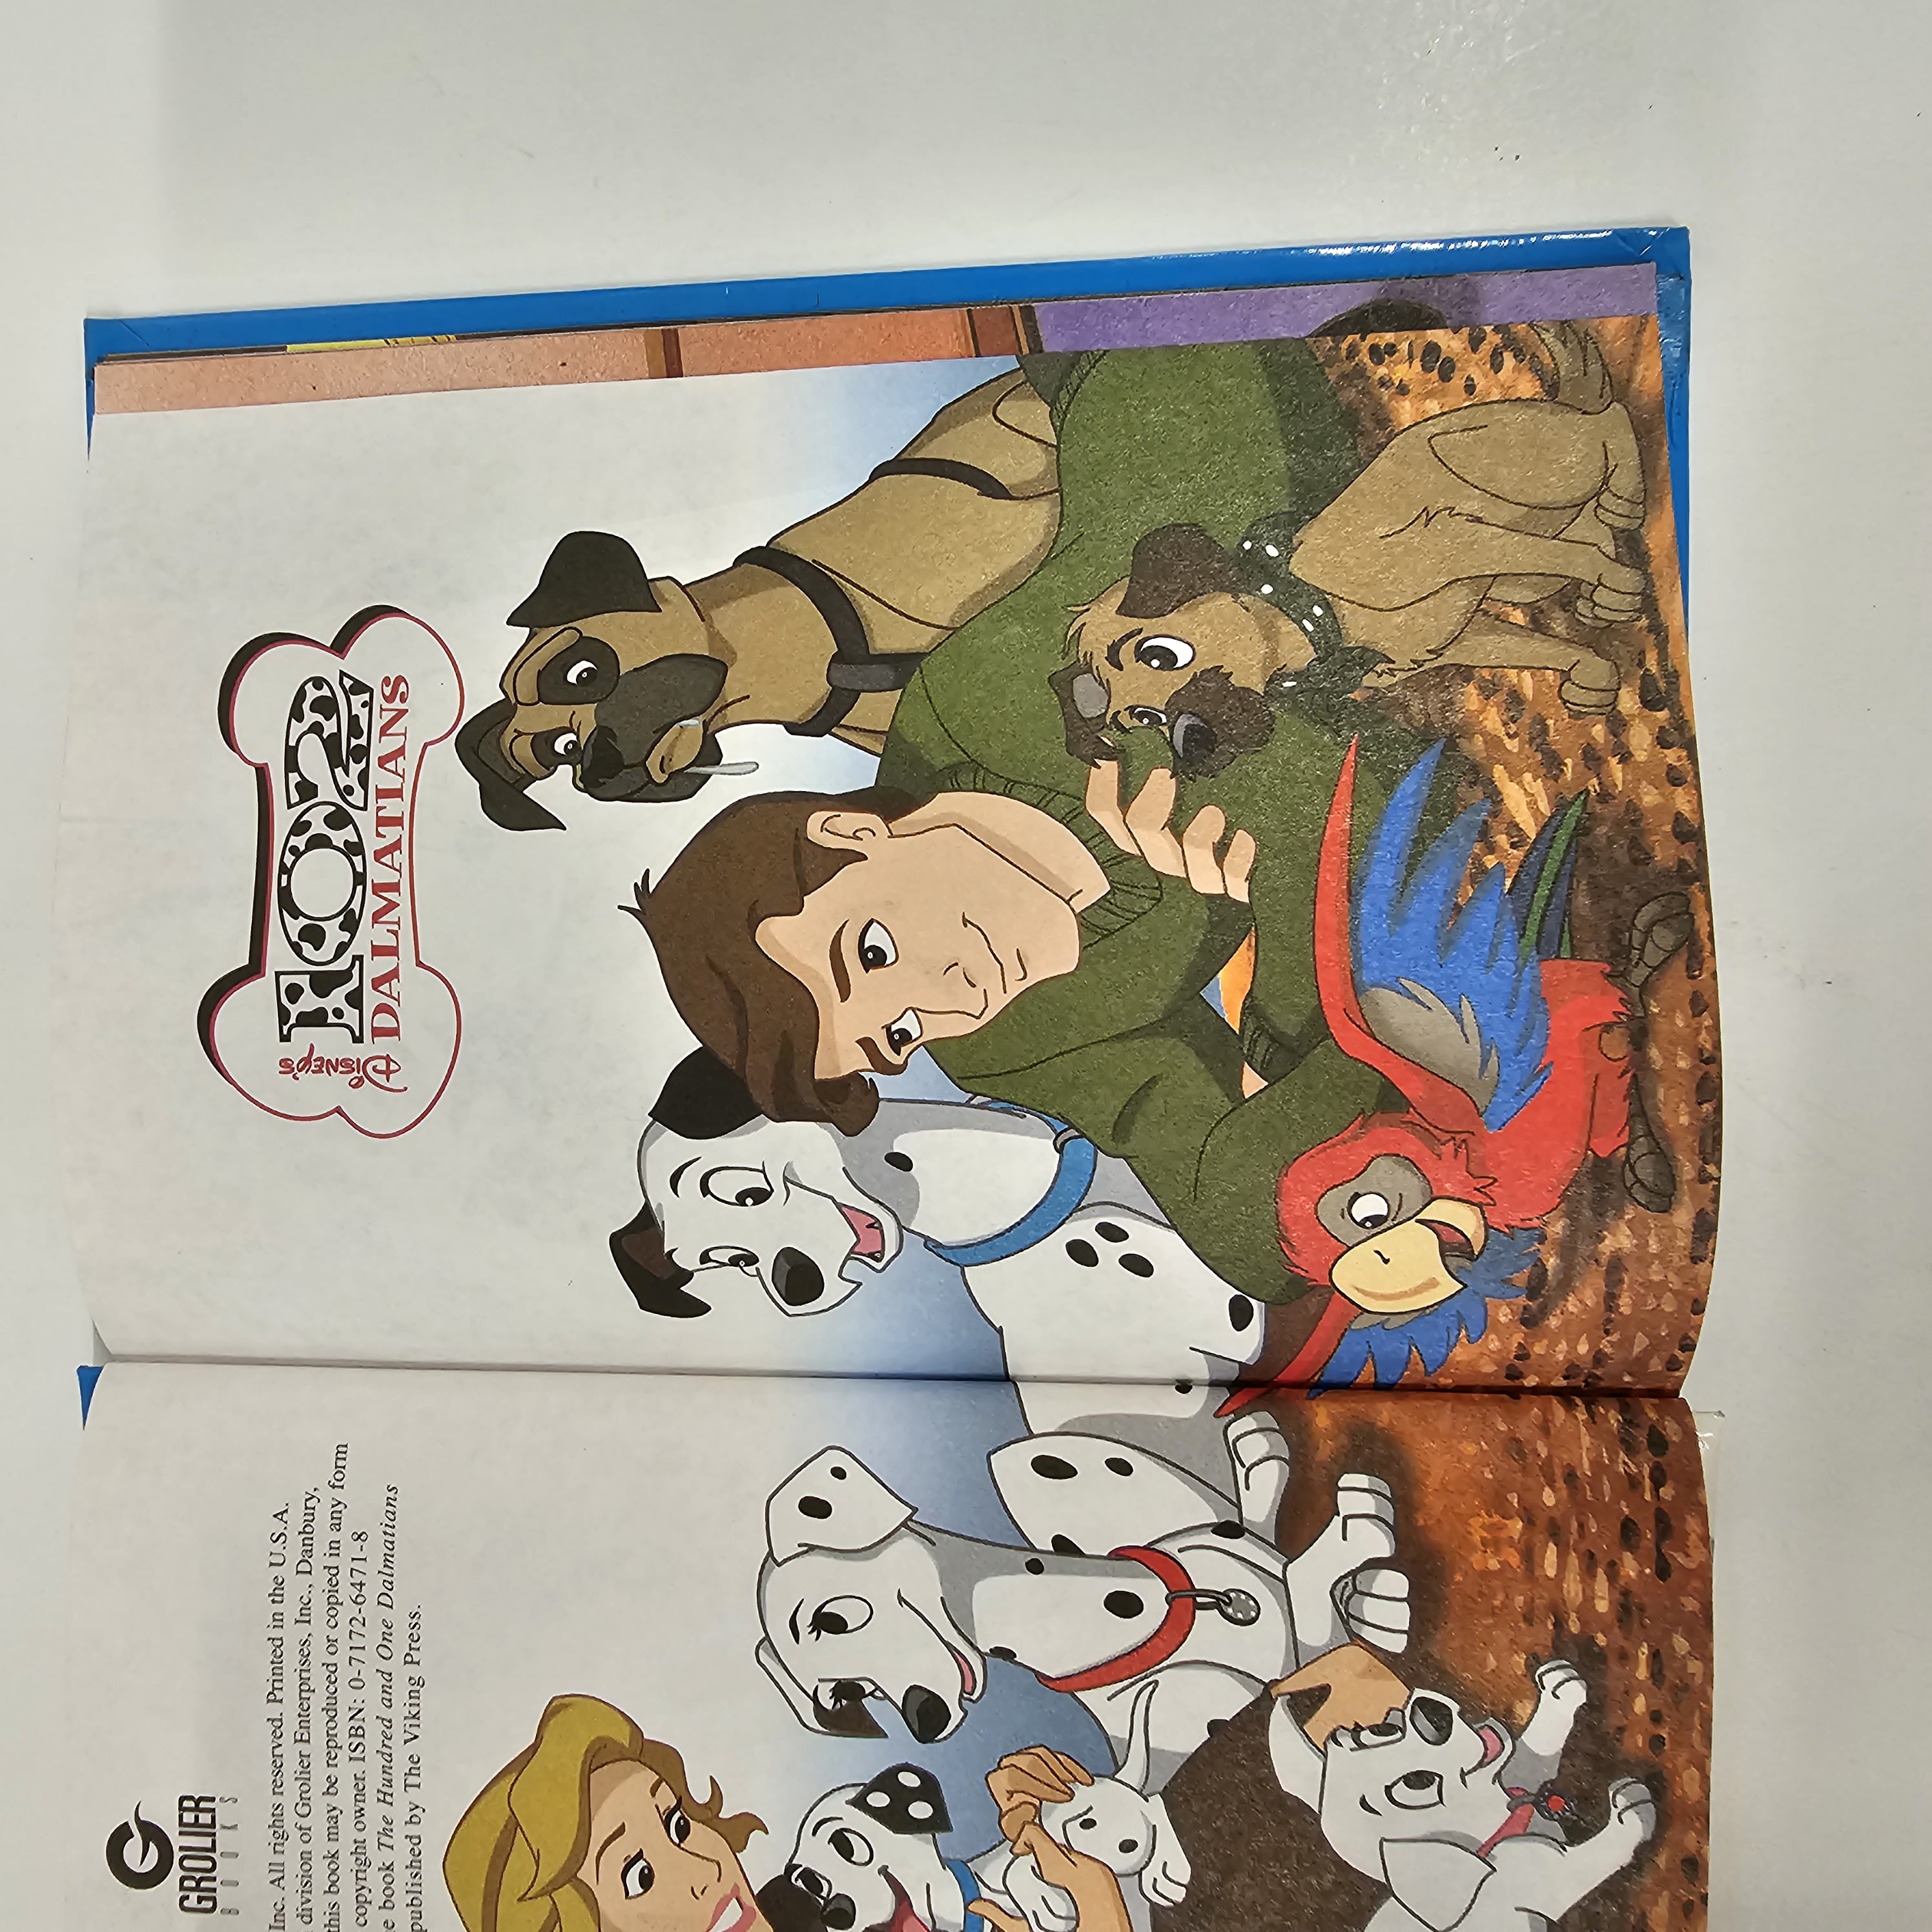 GROLIER
BOOKS
Inc. All rights reserved. Printed in the U.S.A.
division of Grolier Enterprises, Inc., Danbury,
this book may be reproduced or copied in any form
copyright owner. ISBN: 0-7172-6471-8
book The Hundred and One Dalmatians
published by The Viking Press.
DISNEY'S
102
DALMATIANS